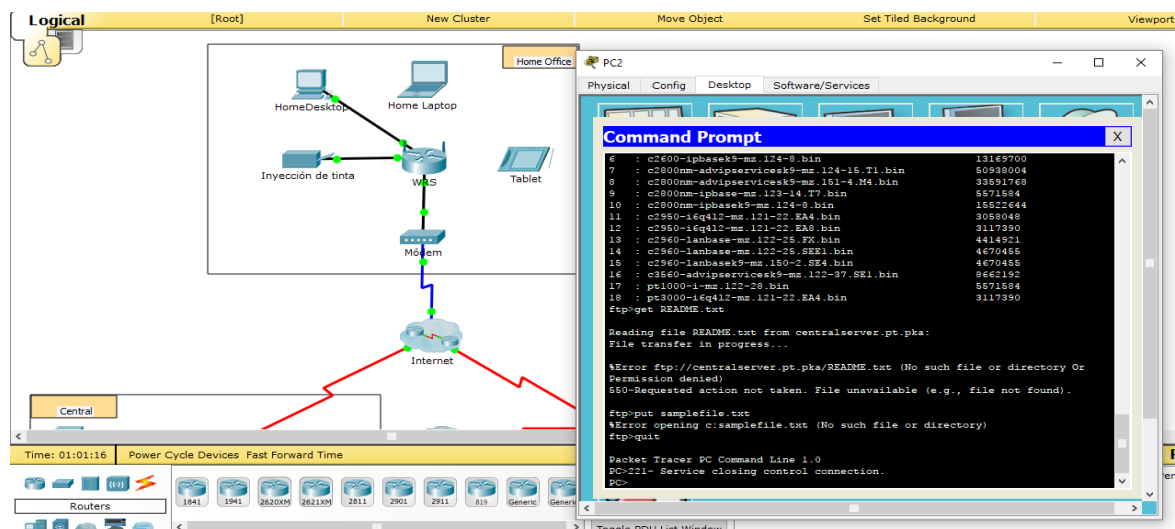 Logical
[Root]
New Cluster
Move Object
Set Tiled Background
Viewport
Home Office
HomeDesktop
Home Laptop
Inyección de tinta
WRS
Tablet
Módem
Internet
Central
Time: 01:01:16 Power Cycle Devices Fast Forward Time
Routers
1841 1941 2620XM 2621XM 2811 2901 2911 819 Generic Generi
PC2
Physical Config Desktop Software/Services
Command Prompt X
6 : c2600-ipbasek9-mz.124-8.bin 13169700
7 : c2800nm-advipservicesk9-mz.124-15.T1.bin 50938004
8 : c2800nm-advipservicesk9-mz.151-4.M4.bin 33591768
9 : c2800nm-ipbase-mz.123-14.T7.bin 5571584
10 : c2800nm-ipbasek9-mz.124-8.bin 15522644
11 : c2950-i6q4l2-mz.121-22.EA4.bin 3058048
12 : c2950-i6q4l2-mz.121-22.EA8.bin 3117390
13 : c2960-lanbase-mz.122-25.FX.bin 4414921
14 : c2960-lanbase-mz.122-25.SEE1.bin 4670455
15 : c2960-lanbasek9-mz.150-2.SE4.bin 4670455
16 : c3560-advipservicesk9-mz.122-37.SE1.bin 8662192
17 : pt1000-i-mz.122-28.bin 5571584
18 : pt3000-i6q4l2-mz.121-22.EA4.bin 3117390
ftp>get README.txt
Reading file README.txt from centralserver.pt.pka:
File transfer in progress...
%Error ftp://centralserver.pt.pka/README.txt (No such file or directory Or
Permission denied)
550-Requested action not taken. File unavailable (e.g., file not found).
ftp>put samplefile.txt
%Error opening c:samplefile.txt (No such file or directory)
ftp>quit
Packet Tracer PC Command Line 1.0
PC>221- Service closing control connection.
PC>